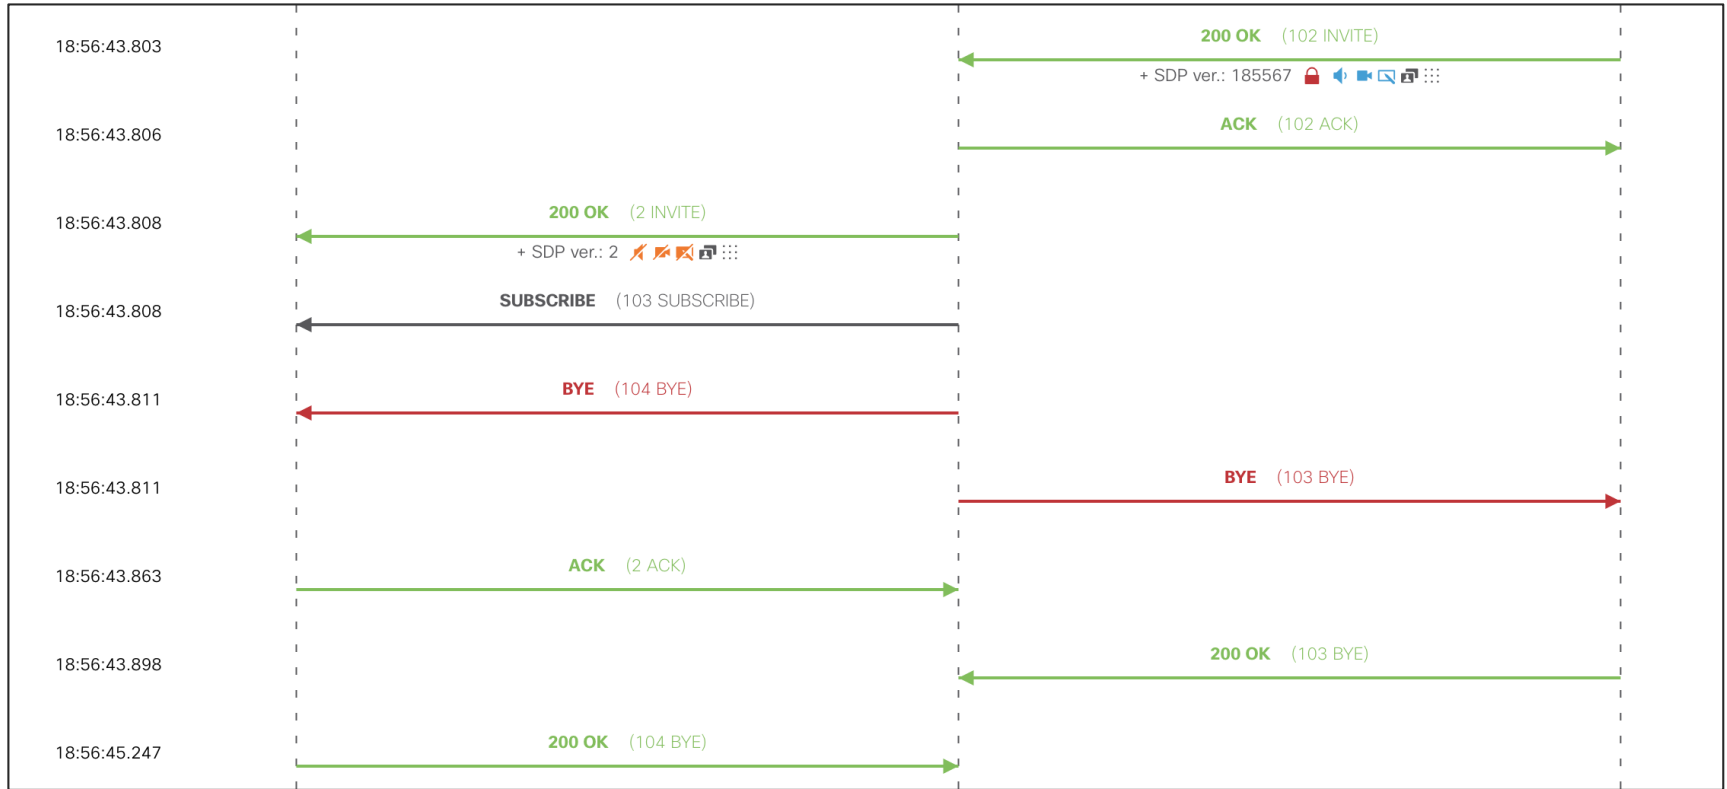 18:56:43.803
200 OK (102 INVITE)
+ SDP ver.: 185567
18:56:43.806
ACK (102 ACK)
18:56:43.808
200 OK (2 INVITE)
+ SDP ver.: 2
18:56:43.808
SUBSCRIBE (103 SUBSCRIBE)
18:56:43.811
BYE (104 BYE)
18:56:43.811
BYE (103 BYE)
18:56:43.863
ACK (2 ACK)
18:56:43.898
200 OK (103 BYE)
18:56:45.247
200 OK (104 BYE)